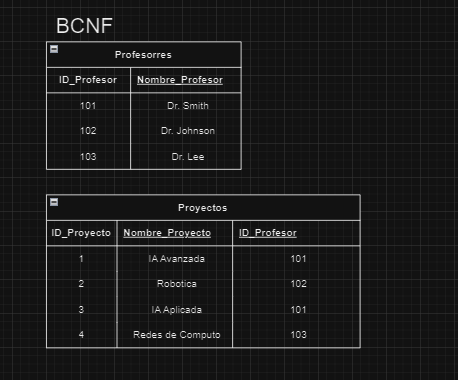 BCNF
Profesorres
ID_Profesor Nombre_Profesor
101 Dr. Smith
102 Dr. Johnson
103 Dr. Lee
Proyectos
ID_Proyecto Nombre_Proyecto ID_Profesor
1 IA Avanzada 101
2 Robotica 102
3 IA Aplicada 101
4 Redes de Computo 103